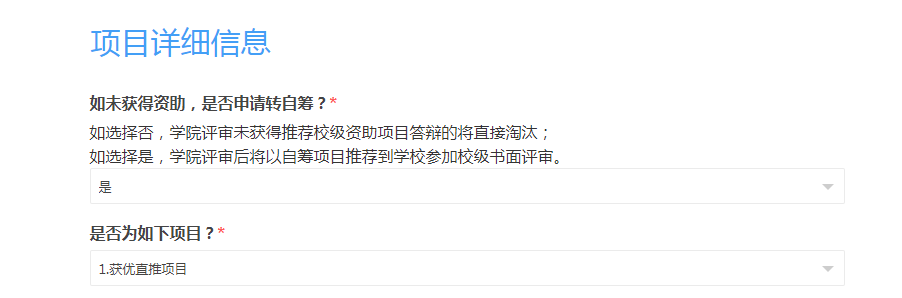 项目详细信息
如未获得资助，是否申请转自筹？*
如选择否，学院评审未获得推荐校级资助项目答辩的将直接淘汰；
如选择是，学院评审后将以自筹项目推荐到学校参加校级书面评审。
是
是否为如下项目？*
1.获优直推项目